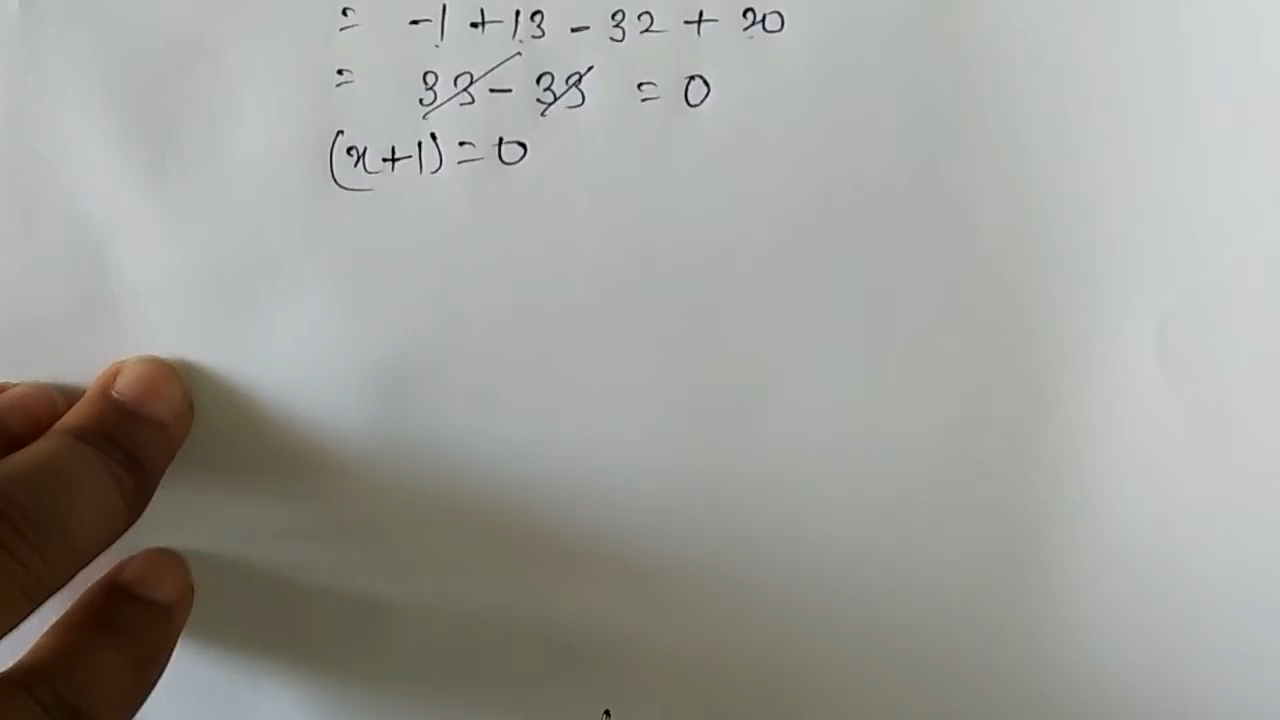 = -1 + 13 - 32 + 20
= 33 - 33 = 0
(x+1) = 0